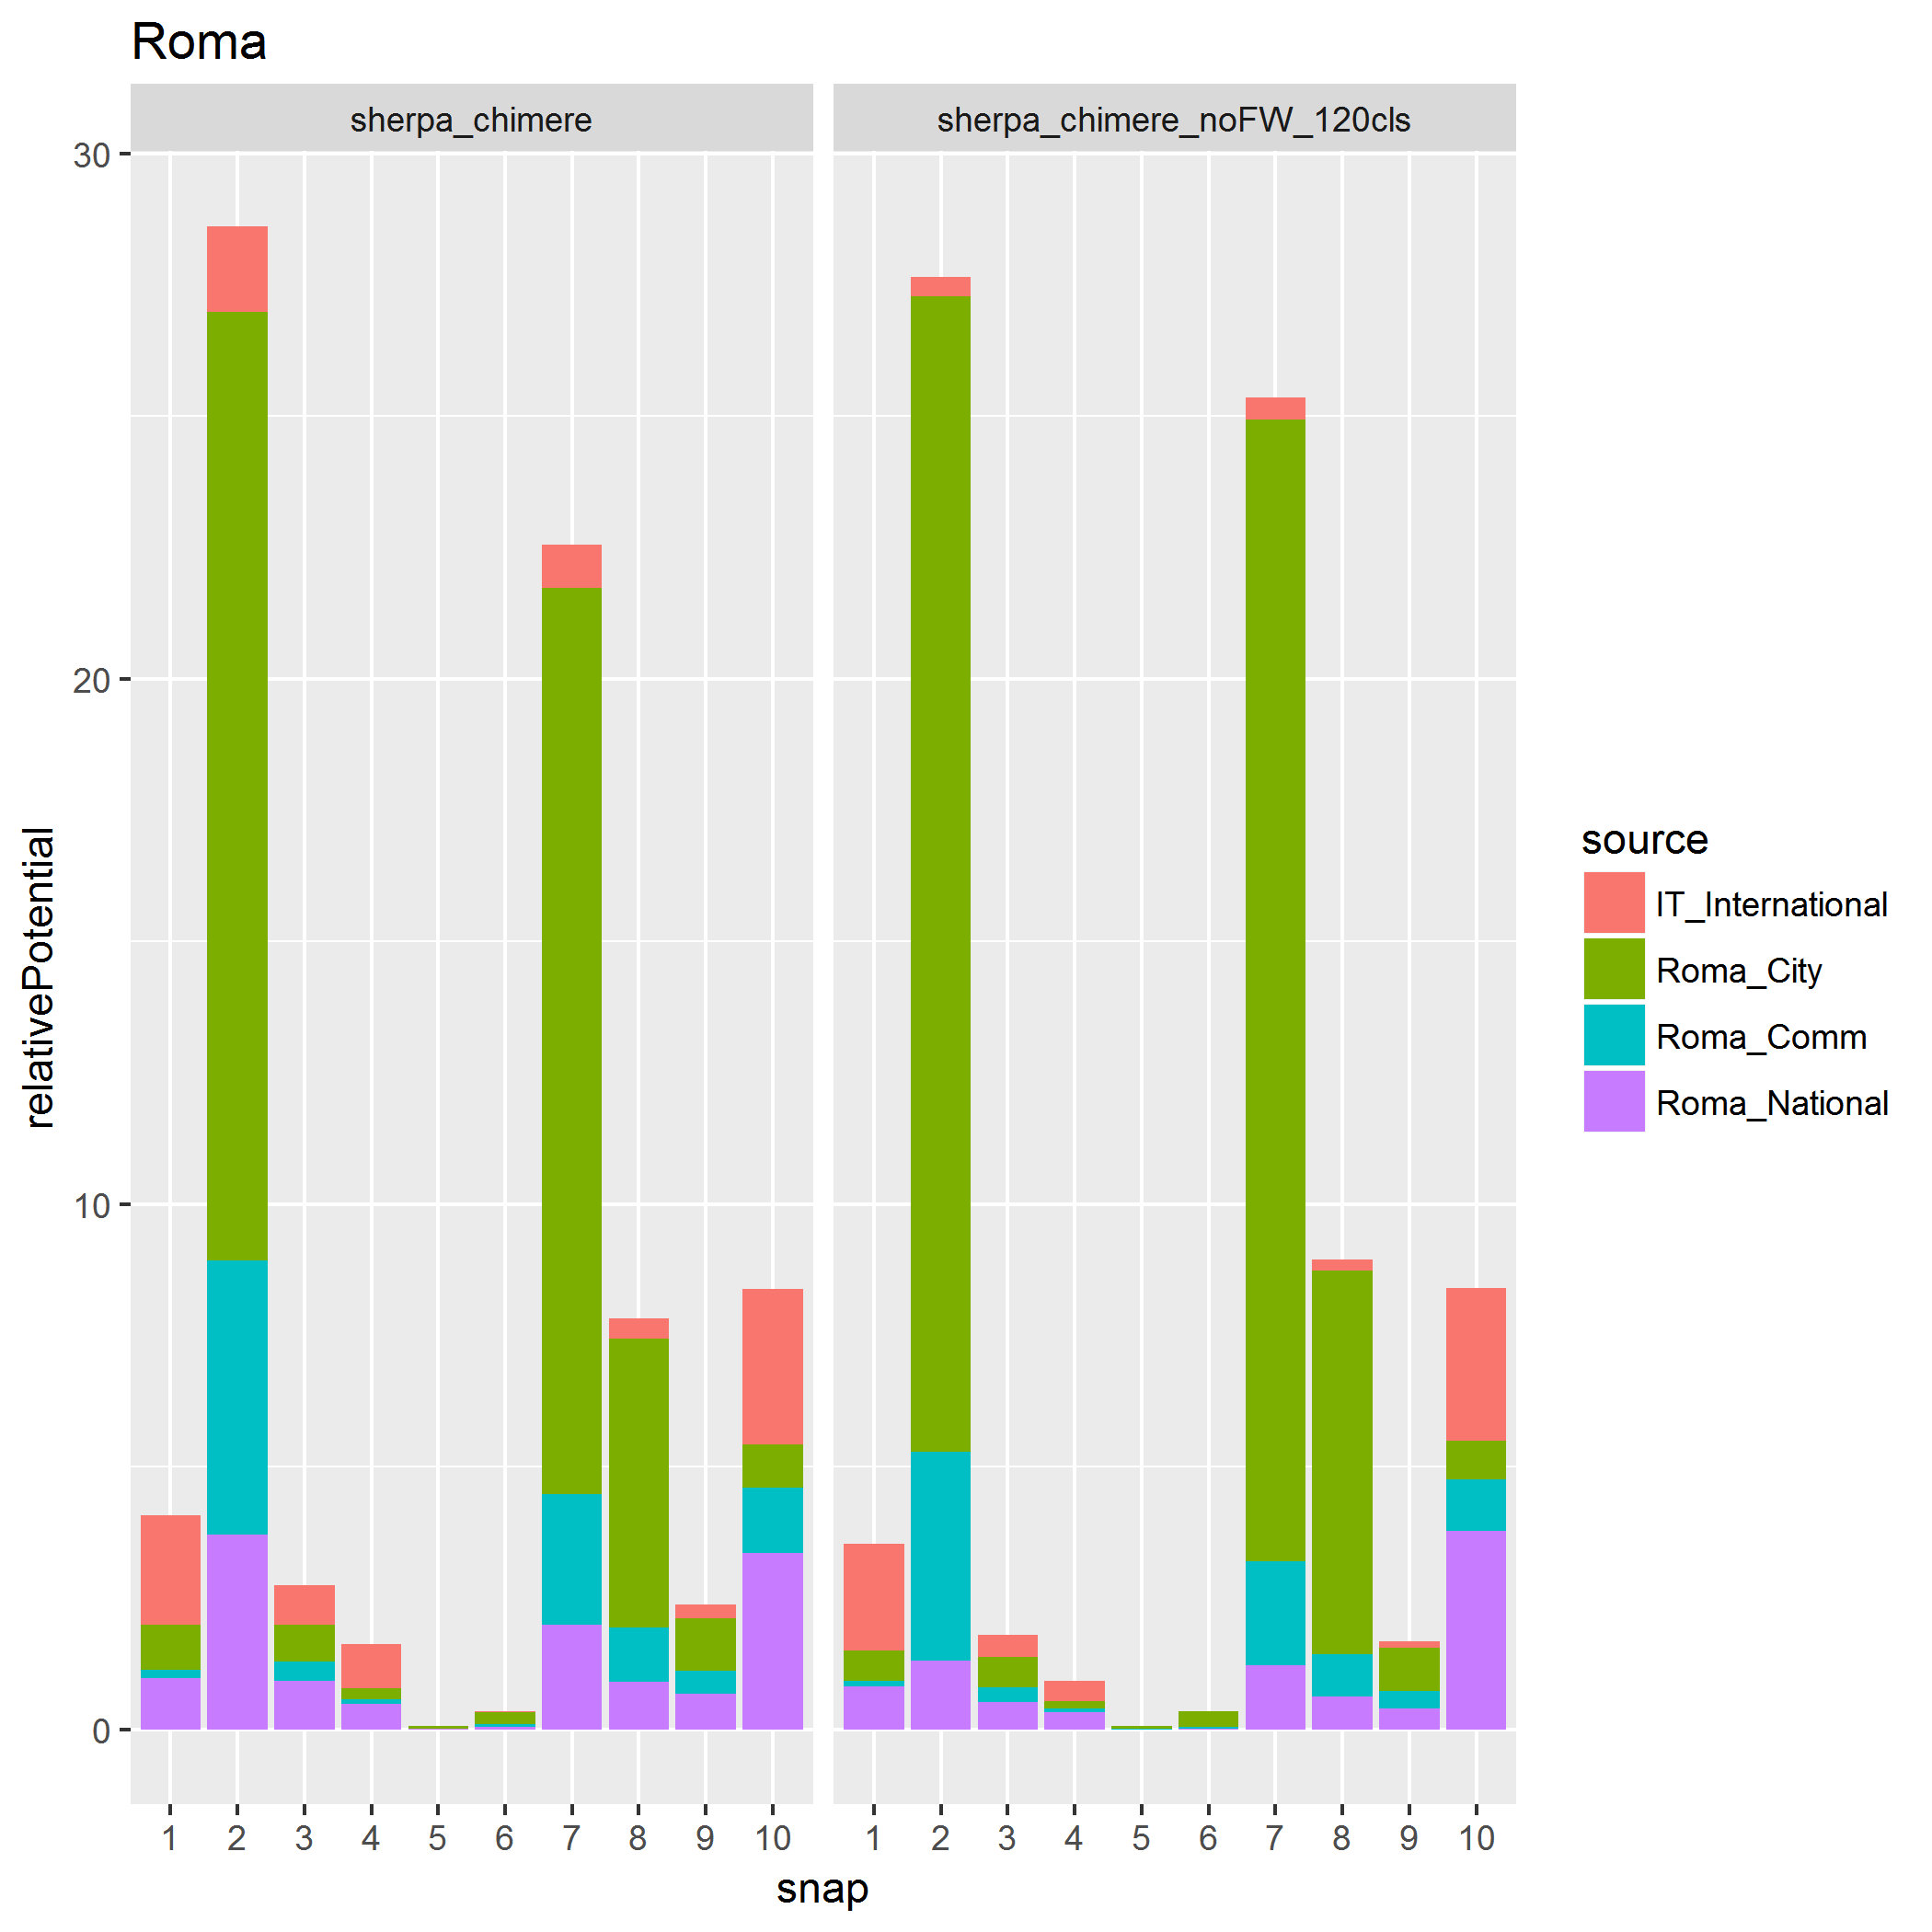 Roma
sherpa_chimere
sherpa_chimere_noFW_120cls
30
20
10
0
relativePotential
1 2 3 4 5 6 7 8 9 10
1 2 3 4 5 6 7 8 9 10
snap
source
IT_International
Roma_City
Roma_Comm
Roma_National